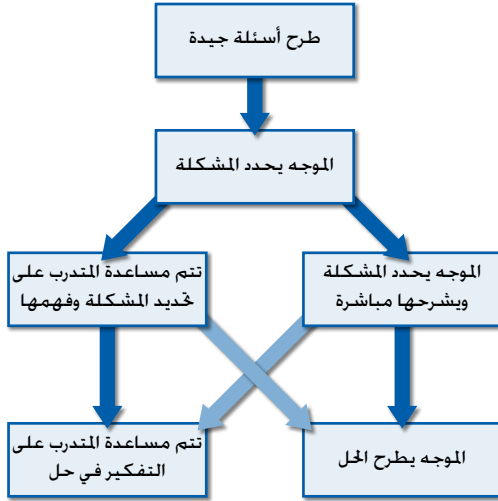 طرح أسئلة جيدة
الموجه يحدد المشكلة
الموجه يحدد المشكلة
ويشرحها مباشرة
تتم مساعدة المتدرب على
تحديد المشكلة وفهمها
الموجه يطرح الحل
تتم مساعدة المتدرب على
التفكير في حل